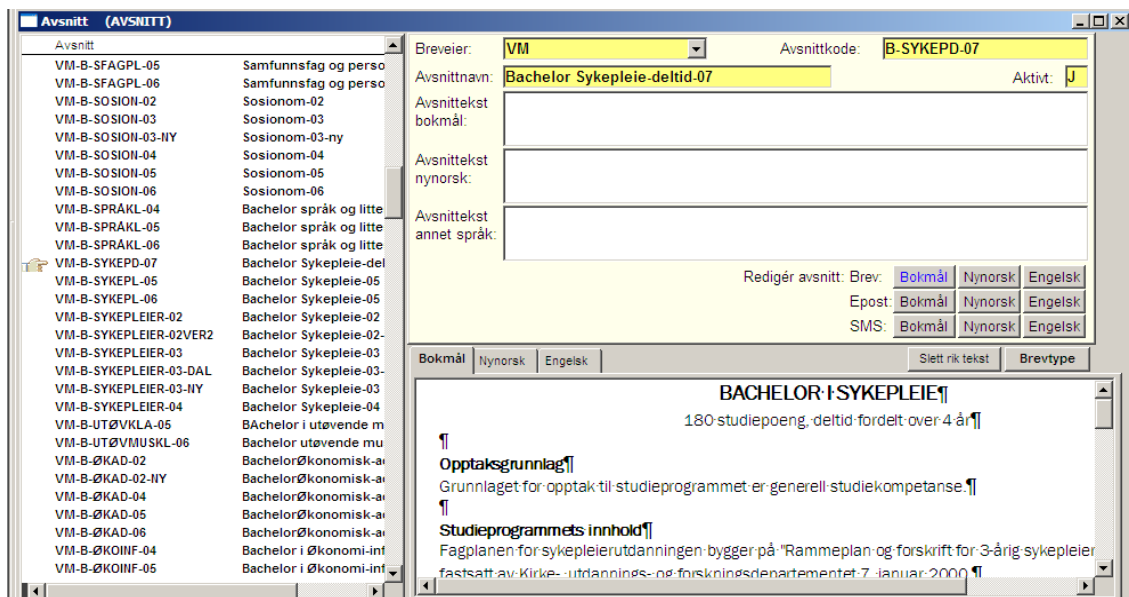 Avsnitt (AVSNITT)
Avsnitt
VM-B-SFAGPL-05 Samfunnsfag og perso
VM-B-SFAGPL-06 Samfunnsfag og perso
VM-B-SOSION-02 Sosionom-02
VM-B-SOSION-03 Sosionom-03
VM-B-SOSION-03-NY Sosionom-03-ny
VM-B-SOSION-04 Sosionom-04
VM-B-SOSION-05 Sosionom-05
VM-B-SOSION-06 Sosionom-06
VM-B-SPRÅKL-04 Bachelor språk og litte
VM-B-SPRÅKL-05 Bachelor språk og litte
VM-B-SPRÅKL-06 Bachelor språk og litte
VM-B-SYKEPD-07 Bachelor Sykepleie-del
VM-B-SYKEPL-05 Bachelor Sykepleie-05
VM-B-SYKEPL-06 Bachelor Sykepleie-05
VM-B-SYKEPLEIER-02 Bachelor Sykepleie-02
VM-B-SYKEPLEIER-02VER2 Bachelor Sykepleie-02-
VM-B-SYKEPLEIER-03 Bachelor Sykepleie-03
VM-B-SYKEPLEIER-03-DAL Bachelor Sykepleie-03-
VM-B-SYKEPLEIER-03-NY Bachelor Sykepleie-03
VM-B-SYKEPLEIER-04 Bachelor Sykepleie-04
VM-B-UTØVKLA-05 BAchelor i utøvende m
VM-B-UTØVMUSKL-06 Bachelor utøvende mu
VM-B-ØKAD-02 BachelorØkonomisk-a
VM-B-ØKAD-02-NY BachelorØkonomisk-a
VM-B-ØKAD-04 BachelorØkonomisk-a
VM-B-ØKAD-05 BachelorØkonomisk-a
VM-B-ØKAD-06 BachelorØkonomisk-a
VM-B-ØKOINF-04 Bachelor i Økonomi-inf
VM-B-ØKOINF-05 Bachelor i Økonomi-inf
Breveier: VM Avsnittkode: B-SYKEPD-07
Avsnittnavn: Bachelor Sykepleie-deltid-07 Aktivt: J
Avsnittekst
bokmål:
Avsnittekst
nynorsk:
Avsnittekst
annet språk:
Redigér avsnitt: Brev: Bokmål Nynorsk Engelsk
Epost: Bokmål Nynorsk Engelsk
SMS: Bokmål Nynorsk Engelsk
Bokmål Nynorsk Engelsk Slett rik tekst Brevtype
BACHELOR·I·SYKEPLEIE¶
180·studiepoeng,·deltid·fordelt·over·4·år¶
¶
Opptaksgrunnlag¶
Grunnlaget·for·opptak·til·studieprogrammet·er·generell·studiekompetanse.¶
¶
Studieprogrammets·innhold¶
Fagplanen·for·sykepleierutdanningen·bygger·på·"Rammeplan·og·forskrift·for·3-årig·sykepleier
fastsatt·av·Kirke-·,utdannings-·og·forskningsdepartementet·7.·januar·2000.¶